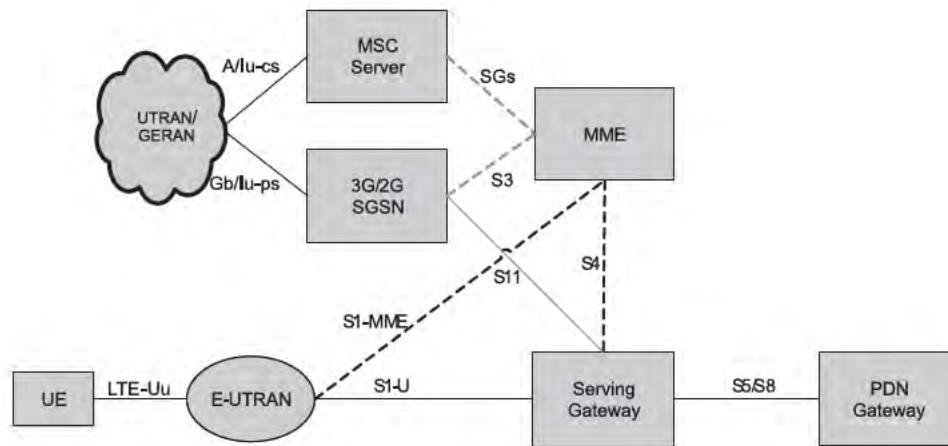 MSC
Server
A/Iu-cs
SGs
UTRAN/
GERAN
MME
Gb/Iu-ps
3G/2G
SGSN
S3
S11
S4
S1-MME
UE
LTE-Uu
E-UTRAN
S1-U
Serving
Gateway
S5/S8
PDN
Gateway